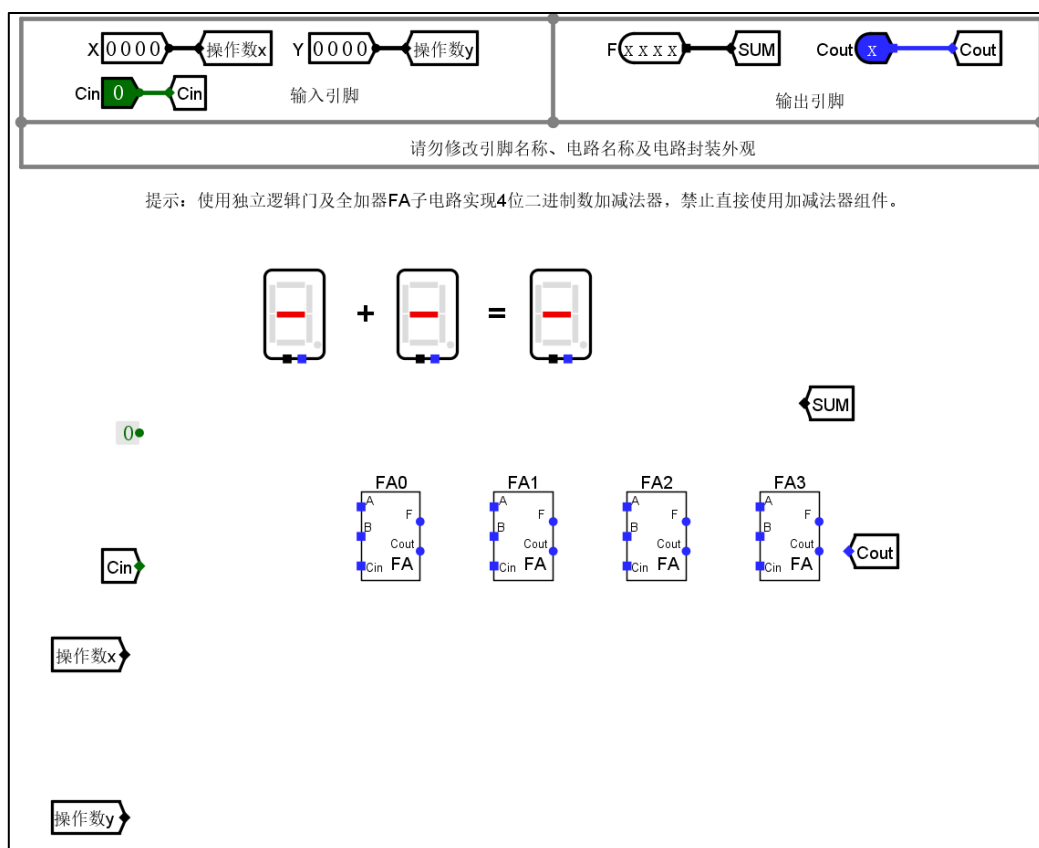 X 0000 操作数x Y 0000 操作数y F x x x x SUM Cout x Cout
Cin 0 Cin 输入引脚 输出引脚
请勿修改引脚名称、电路名称及电路封装外观
提示：使用独立逻辑门及全加器FA子电路实现4位二进制数加减法器，禁止直接使用加减法器组件。
+ =
SUM
0
FA0 FA1 FA2 FA3
A A A A
F F F F
B B B B
Cout Cout Cout Cout Cout
Cin Cin FA Cin FA Cin FA Cin FA
操作数x
操作数y